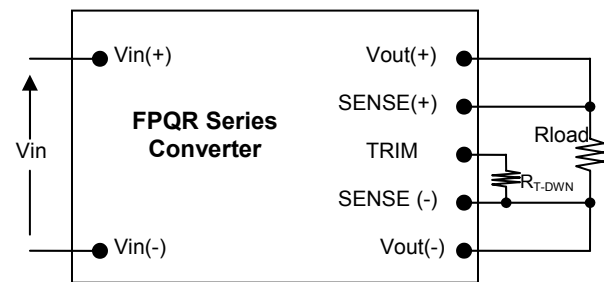 Vin(+)
Vout(+)
SENSE(+)
FPQR Series
Converter
TRIM
Rload
Vin
R_T-DWN
SENSE (-)
Vin(-)
Vout(-)